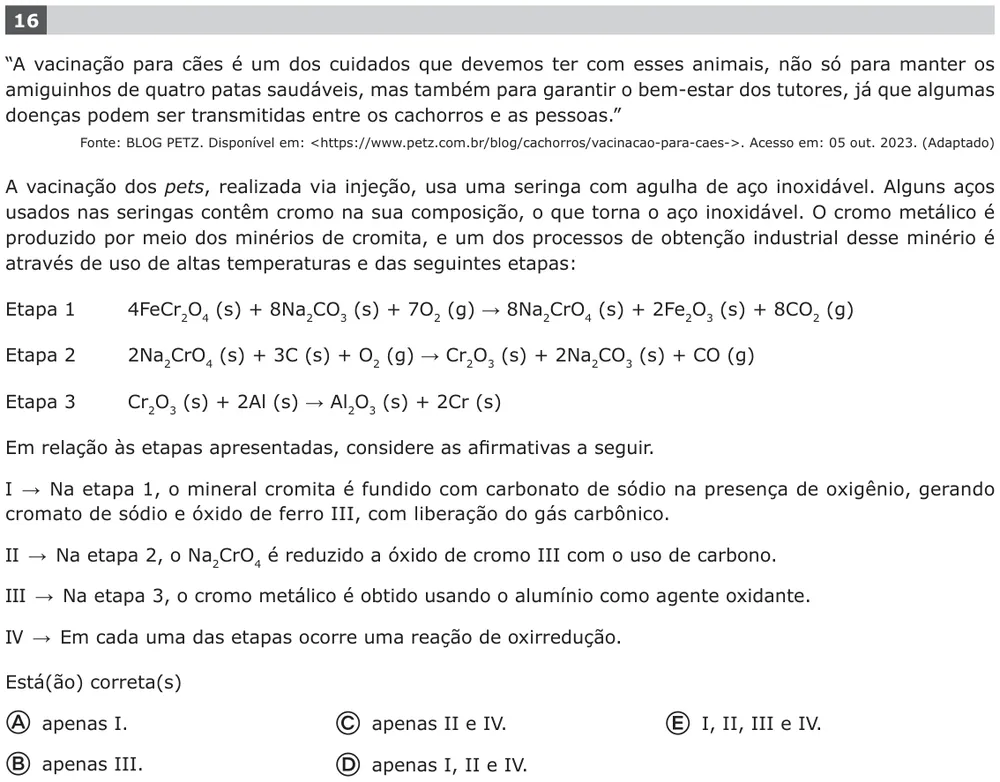 16
“A vacinação para cães é um dos cuidados que devemos ter com esses animais, não só para manter os
amiguinhos de quatro patas saudáveis, mas também para garantir o bem-estar dos tutores, já que algumas
doenças podem ser transmitidas entre os cachorros e as pessoas.”
Fonte: BLOG PETZ. Disponível em: <https://www.petz.com.br/blog/cachorros/vacinacao-para-caes->. Acesso em: 05 out. 2023. (Adaptado)
A vacinação dos pets, realizada via injeção, usa uma seringa com agulha de aço inoxidável. Alguns aços
usados nas seringas contêm cromo na sua composição, o que torna o aço inoxidável. O cromo metálico é
produzido por meio dos minérios de cromita, e um dos processos de obtenção industrial desse minério é
através de uso de altas temperaturas e das seguintes etapas:
Etapa 1 4FeCr₂O₄ (s) + 8Na₂CO₃ (s) + 7O₂ (g) → 8Na₂CrO₄ (s) + 2Fe₂O₃ (s) + 8CO₂ (g)
Etapa 2 2Na₂CrO₄ (s) + 3C (s) + O₂ (g) → Cr₂O₃ (s) + 2Na₂CO₃ (s) + CO (g)
Etapa 3 Cr₂O₃ (s) + 2Al (s) → Al₂O₃ (s) + 2Cr (s)
Em relação às etapas apresentadas, considere as afirmativas a seguir.
I → Na etapa 1, o mineral cromita é fundido com carbonato de sódio na presença de oxigênio, gerando
cromato de sódio e óxido de ferro III, com liberação do gás carbônico.
II → Na etapa 2, o Na₂CrO₄ é reduzido a óxido de cromo III com o uso de carbono.
III → Na etapa 3, o cromo metálico é obtido usando o alumínio como agente oxidante.
IV → Em cada uma das etapas ocorre uma reação de oxirredução.
Está(ão) correta(s)
A apenas I.
B apenas III.
C apenas II e IV.
D apenas I, II e IV.
E I, II, III e IV.